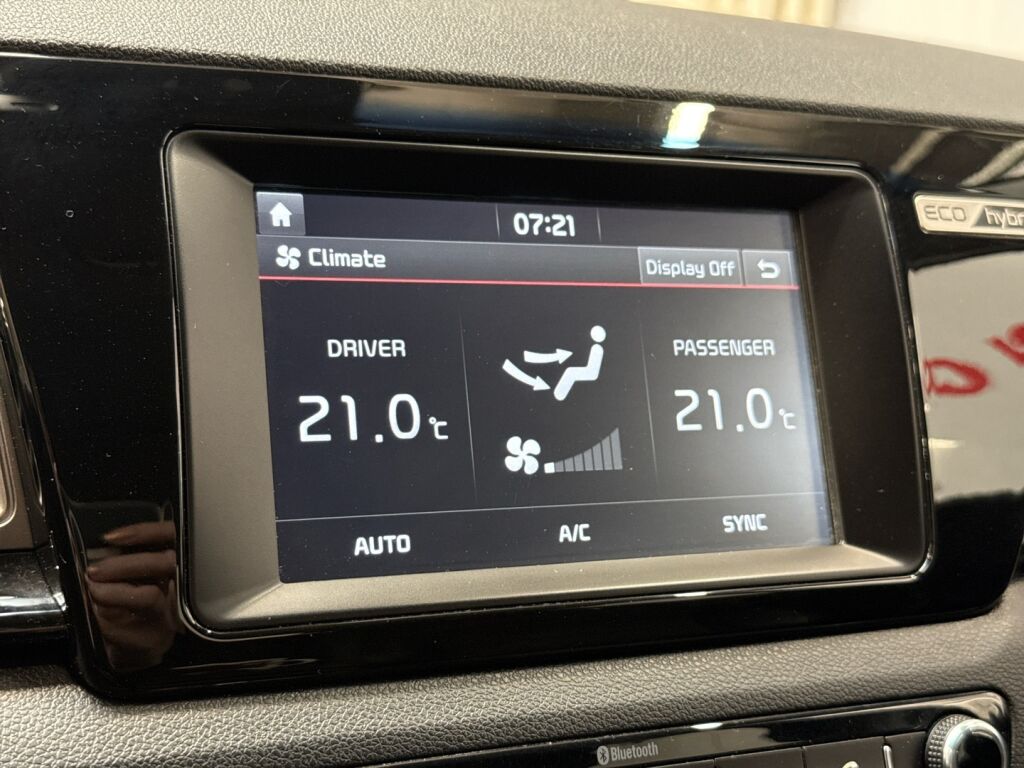 07:21
ECO hybr
Climate
Display Off
DRIVER
PASSENGER
21.0 ℃
21.0 ℃
AUTO
A/C
SYNC
Bluetooth